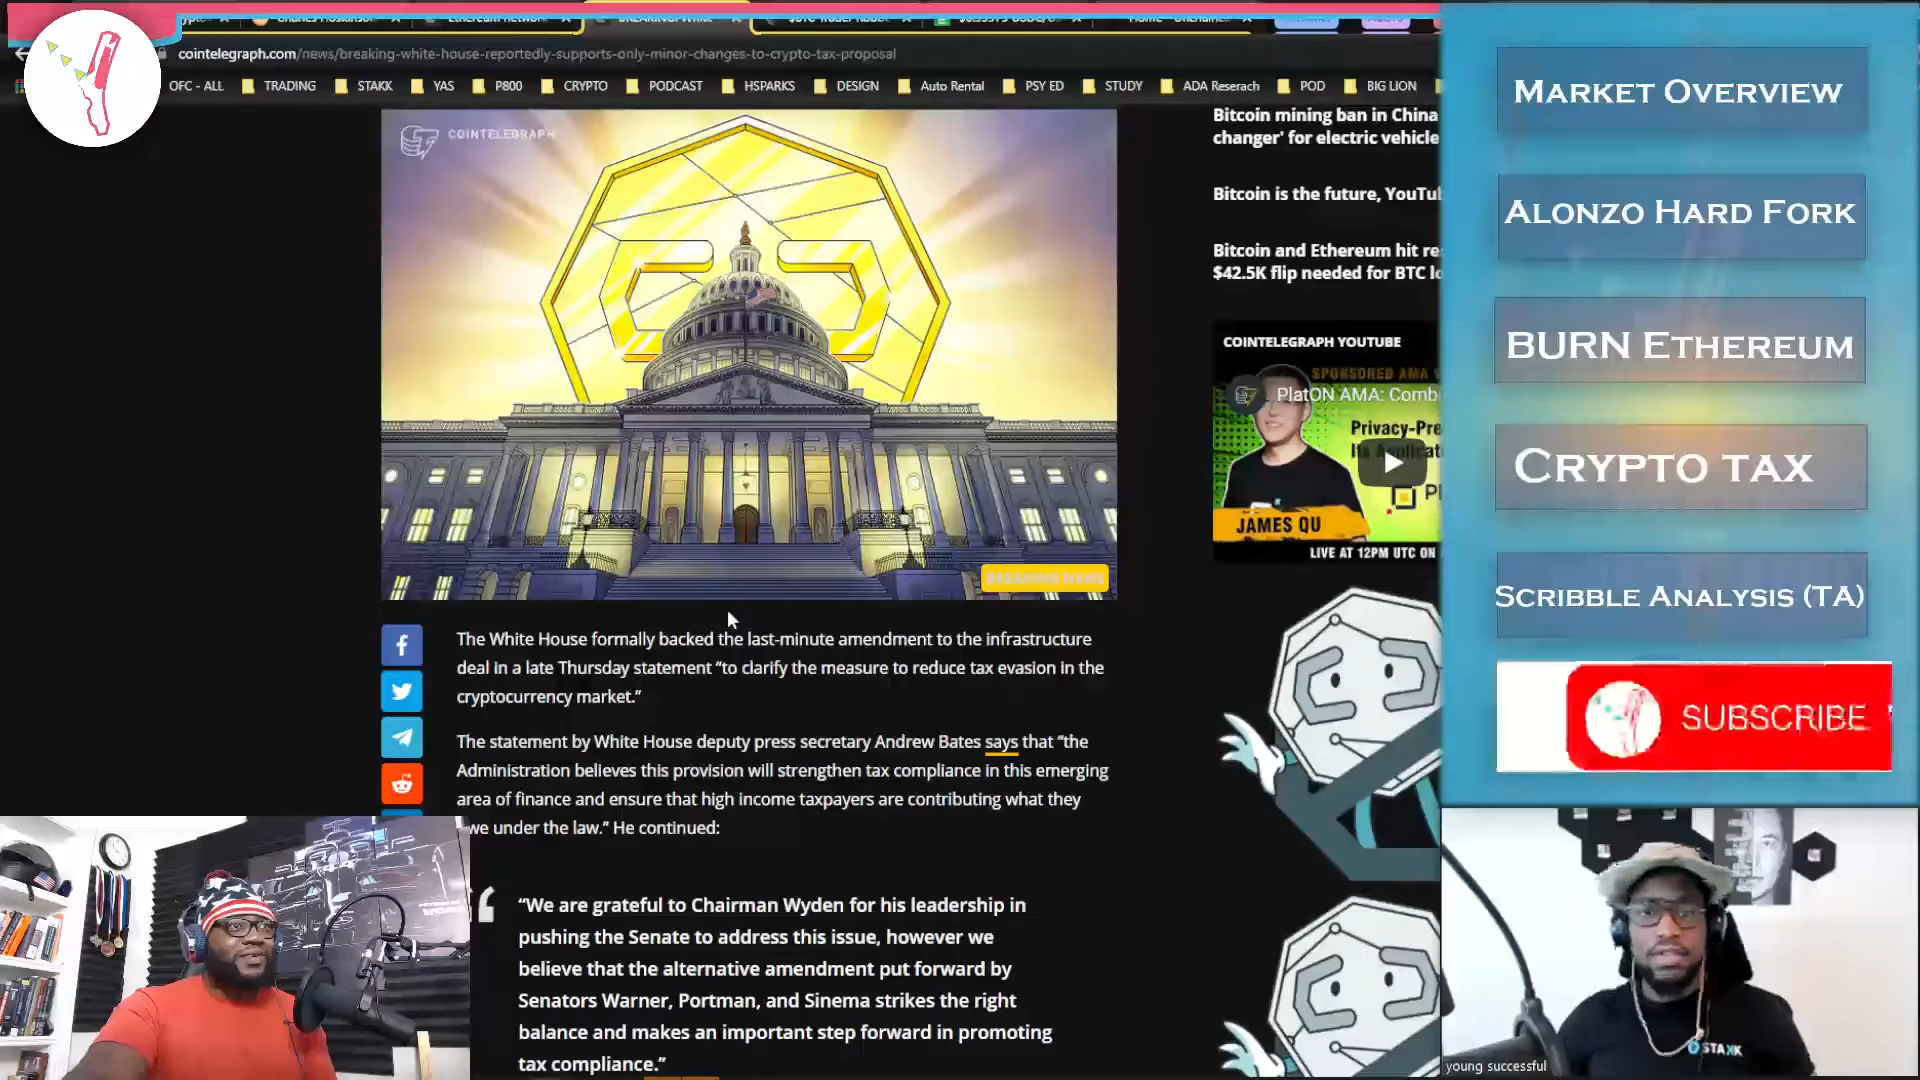 cointelegraph.com/news/breaking-white-house-reportedly-supports-only-minor-changes-to-crypto-tax-proposal
OFC - ALL TRADING STAKK YAS P800 CRYPTO PODCAST HSPARKS DESIGN Auto Rental PSY ED STUDY ADA Reserach POD BIG LION
COINTELEGRAPH
BREAKING NEWS
The White House formally backed the last-minute amendment to the infrastructure
deal in a late Thursday statement “to clarify the measure to reduce tax evasion in the
cryptocurrency market.”
The statement by White House deputy press secretary Andrew Bates says that “the
Administration believes this provision will strengthen tax compliance in this emerging
area of finance and ensure that high income taxpayers are contributing what they
we under the law.” He continued:
“We are grateful to Chairman Wyden for his leadership in
pushing the Senate to address this issue, however we
believe that the alternative amendment put forward by
Senators Warner, Portman, and Sinema strikes the right
balance and makes an important step forward in promoting
tax compliance.”
Bitcoin mining ban in China
changer' for electric vehicle
Bitcoin is the future, YouTu
Bitcoin and Ethereum hit re
$42.5K flip needed for BTC lo
COINTELEGRAPH YOUTUBE
SPONSORED AMA
PlatON AMA: Comb
Privacy-Pre
JAMES QU
LIVE AT 12PM UTC ON
MARKET OVERVIEW
ALONZO HARD FORK
BURN ETHEREUM
CRYPTO TAX
SCRIBBLE ANALYSIS (TA)
SUBSCRIBE
STAKK
young successful